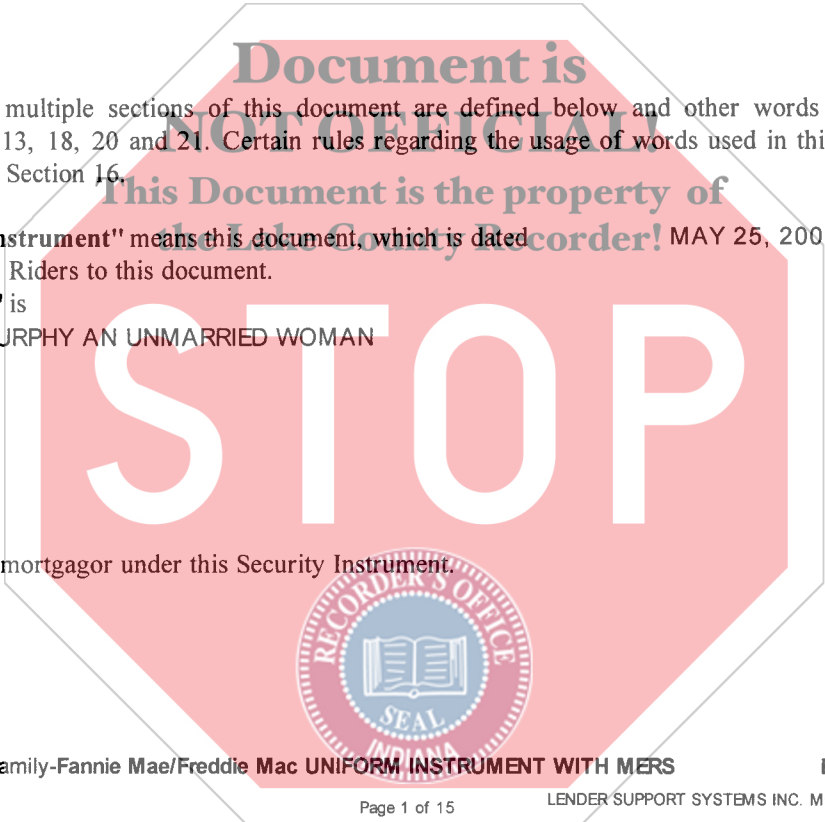 Document is
multiple sections of this document are defined below and other words
13, 18, 20 and 21. Certain rules regarding the usage of words used in thi
NOT OFFICIAL!
Section 16.
This Document is the property of
nstrument" means this document, which is dated MAY 25, 200
the Lake County Recorder!
Riders to this document.
" is
URPHY AN UNMARRIED WOMAN
STOP
mortgagor under this Security Instrument.
RECORDER'S OFFICE
SEAL
INDIANA
amily-Fannie Mae/Freddie Mac UNIFORM INSTRUMENT WITH MERS
Page 1 of 15
LENDER SUPPORT SYSTEMS INC. M